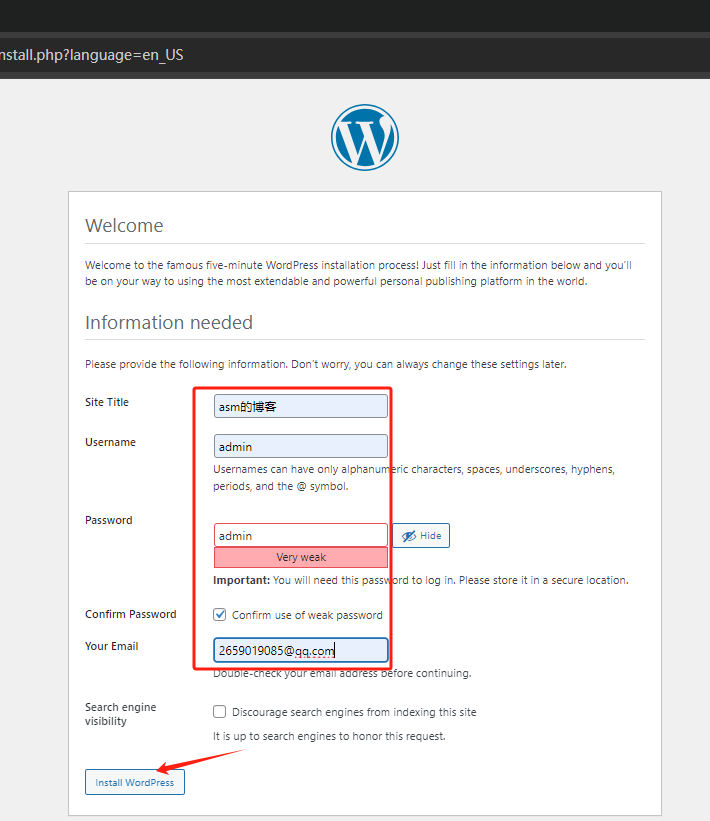 nstall.php?language=en_US
Welcome
Welcome to the famous five-minute WordPress installation process! Just fill in the information below and you'll
be on your way to using the most extendable and powerful personal publishing platform in the world.
Information needed
Please provide the following information. Don't worry, you can always change these settings later.
Site Title
asm的博客
Username
admin
Usernames can have only alphanumeric characters, spaces, underscores, hyphens,
periods, and the @ symbol.
Password
admin
Hide
Very weak
Important: You will need this password to log in. Please store it in a secure location.
Confirm Password
Confirm use of weak password
Your Email
2659019085@qq.com
Double-check your email address before continuing.
Search engine
visibility
Discourage search engines from indexing this site
It is up to search engines to honor this request.
Install WordPress